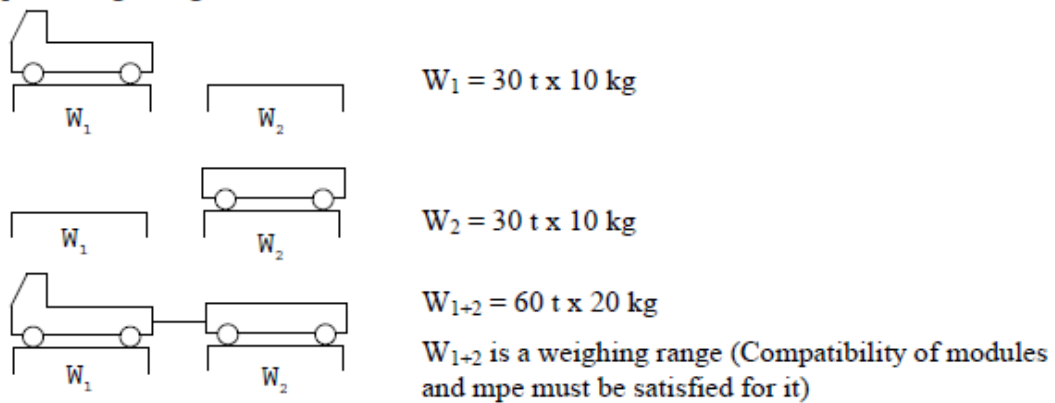 W₁ W₂
W₁ = 30 t x 10 kg
W₁ W₂
W₂ = 30 t x 10 kg
W₁ W₂
W₁₊₂ = 60 t x 20 kg
W₁₊₂ is a weighing range (Compatibility of modules
and mpe must be satisfied for it)